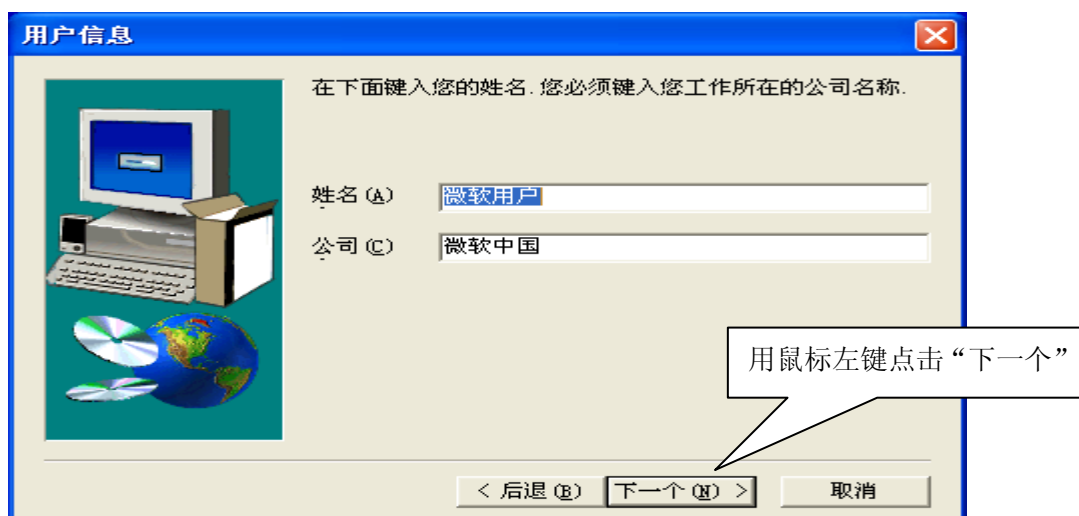 用户信息
在下面键入您的姓名.您必须键入您工作所在的公司名称.
姓名(A)
微软用户
公司(C)
微软中国
用鼠标左键点击“下一个”
< 后退(B)
下一个(N) >
取消